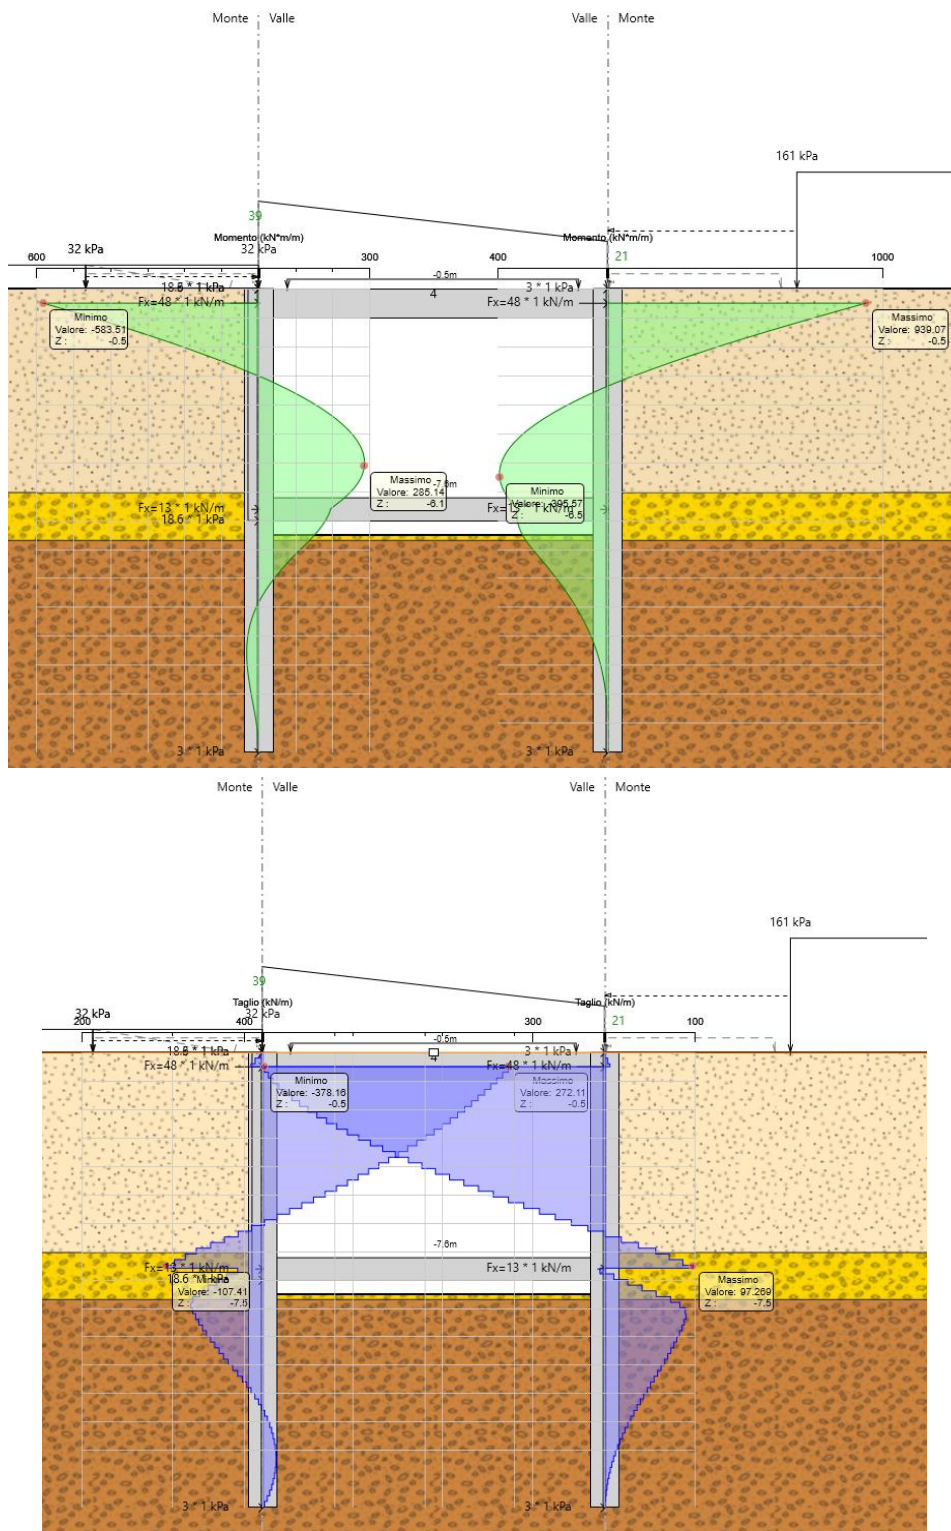 Monte Valle
Valle Monte
161 kPa
39
Momento (kN*m/m)
Momento (kN*m/m)
32 kPa
32 kPa
21
600
300
400
1000
-0.5m
3 * 1 kPa
Fx=48 * 1 kN/m
4
Fx=48 * 1 kN/m
Minimo
Valore: -583.51
Z : -0.5
Massimo
Valore: 939.07
Z : -0.5
Massimo
Valore: 285.14
Z : -6.1
Minimo
Valore: -395.57
Z : -6.5
Fx=13 * 1 kN/m
18.6 * 1 kPa
3 * 1 kPa
3 * 1 kPa
Monte Valle
Valle Monte
161 kPa
39
Taglio (kN/m)
Taglio (kN/m)
32 kPa
32 kPa
21
200
400
300
100
-0.5m
3 * 1 kPa
Fx=48 * 1 kN/m
Fx=48 * 1 kN/m
Minimo
Valore: -378.16
Z : -0.5
Massimo
Valore: 272.11
Z : -0.5
-7.6m
Fx=13 * 1 kN/m
Valore: -107.41
Z : -7.5
Massimo
Valore: 97.269
Z : -7.5
3 * 1 kPa
3 * 1 kPa